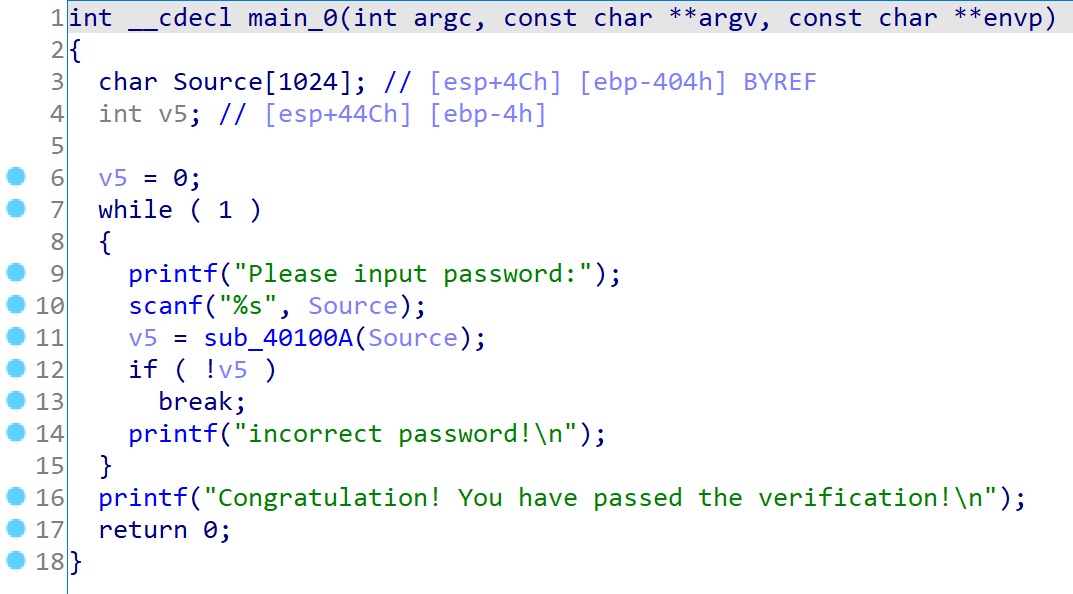 1 int __cdecl main_0(int argc, const char **argv, const char **envp)
2 {
3   char Source[1024]; // [esp+4Ch] [ebp-404h] BYREF
4   int v5; // [esp+44Ch] [ebp-4h]
5
6   v5 = 0;
7   while ( 1 )
8   {
9     printf("Please input password:");
10     scanf("%s", Source);
11     v5 = sub_40100A(Source);
12     if ( !v5 )
13       break;
14     printf("incorrect password!\n");
15   }
16   printf("Congratulation! You have passed the verification!\n");
17   return 0;
18 }